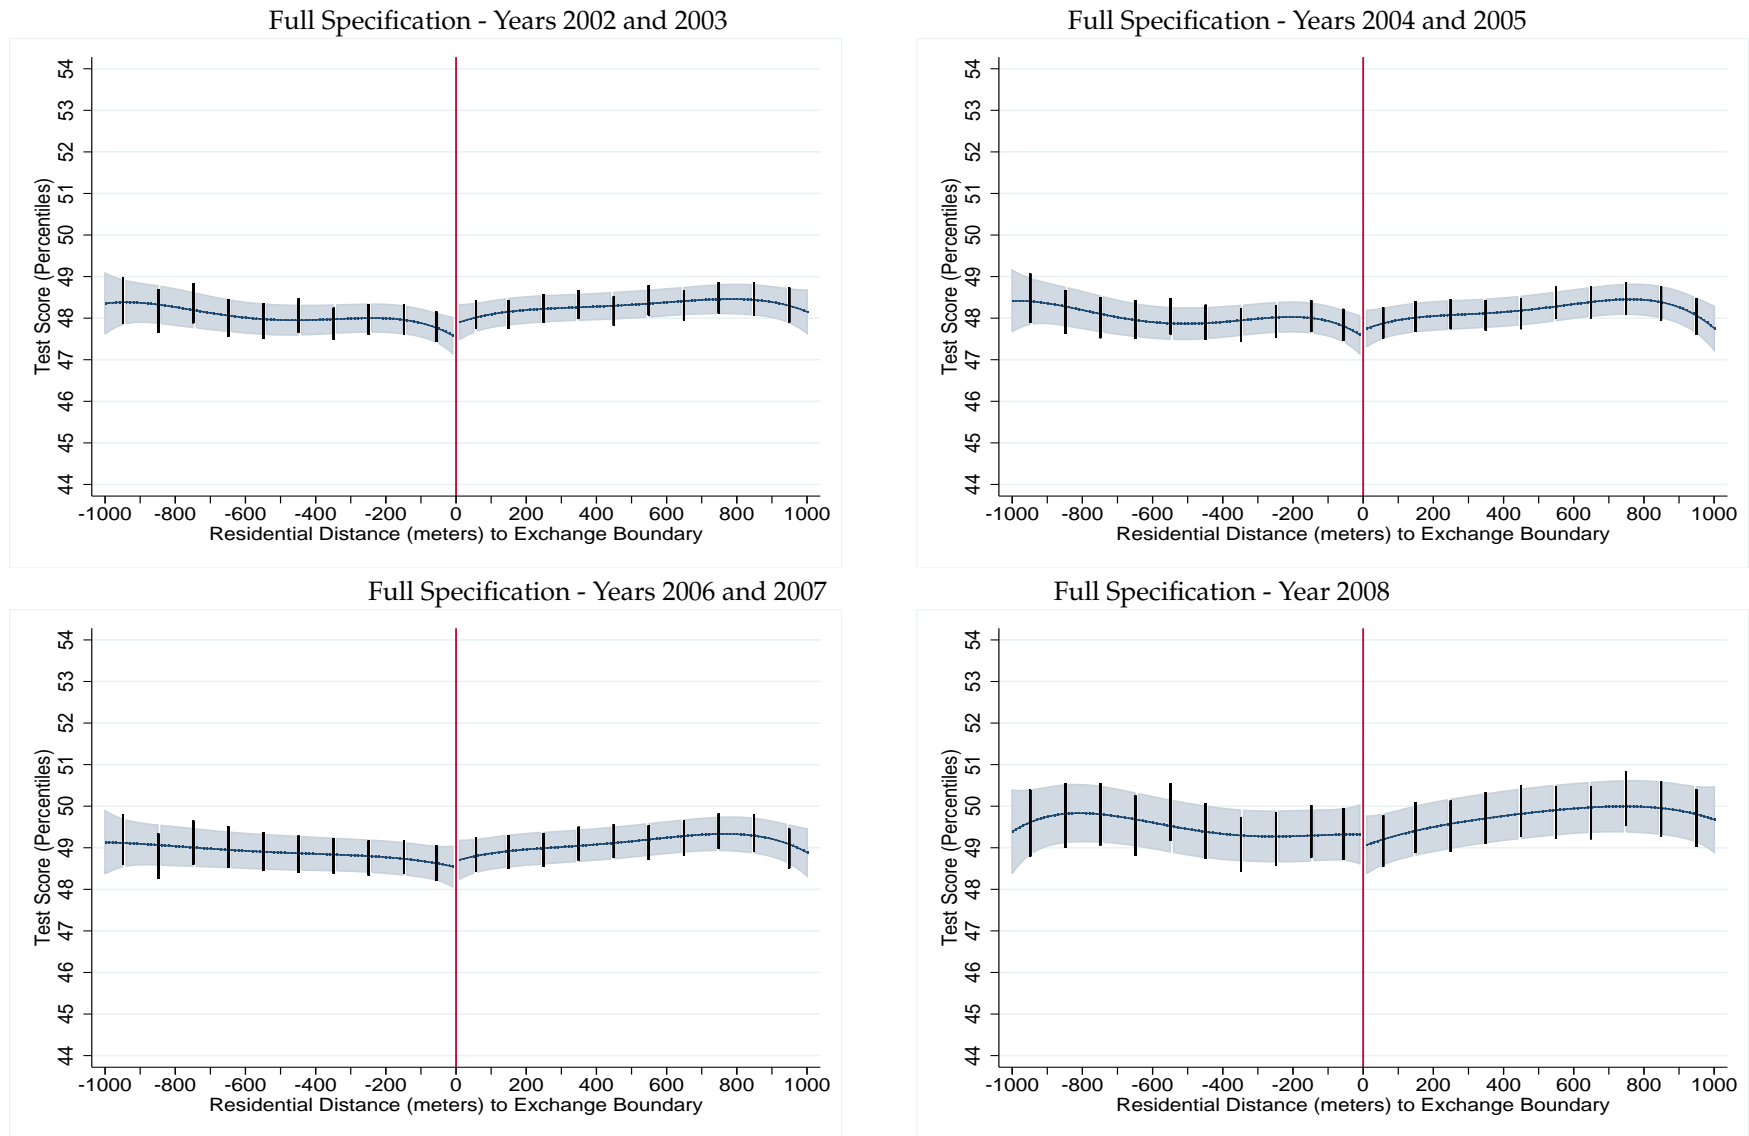 Full Specification - Years 2002 and 2003
Test Score (Percentiles)
54
53
52
51
50
49
48
47
46
45
44
-1000 -800 -600 -400 -200 0 200 400 600 800 1000
Residential Distance (meters) to Exchange Boundary
Full Specification - Years 2004 and 2005
Test Score (Percentiles)
54
53
52
51
50
49
48
47
46
45
44
-1000 -800 -600 -400 -200 0 200 400 600 800 1000
Residential Distance (meters) to Exchange Boundary
Full Specification - Years 2006 and 2007
Test Score (Percentiles)
54
53
52
51
50
49
48
47
46
45
44
-1000 -800 -600 -400 -200 0 200 400 600 800 1000
Residential Distance (meters) to Exchange Boundary
Full Specification - Year 2008
Test Score (Percentiles)
54
53
52
51
50
49
48
47
46
45
44
-1000 -800 -600 -400 -200 0 200 400 600 800 1000
Residential Distance (meters) to Exchange Boundary